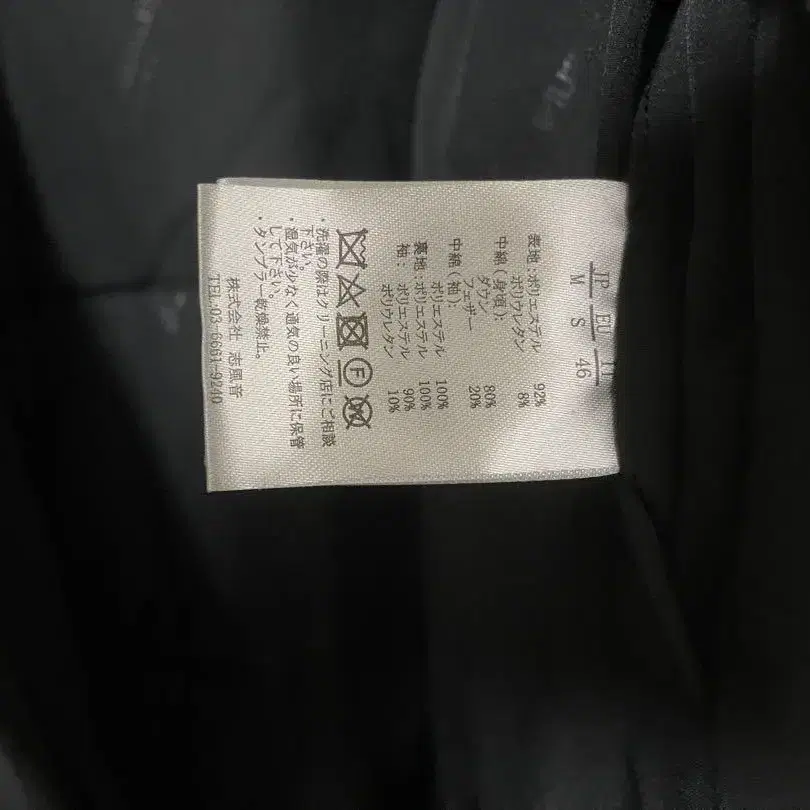 JP EU IT
M S 46
表地:ポリエステル 92%
ポリウレタン 8%
中綿(身頃):
ダウン 80%
フェザー 20%
中綿(袖):
ポリエステル 100%
裏地:ポリエステル 100%
袖: ポリエステル 90%
ポリウレタン 10%
F W
・洗濯の際はクリーニング店にご相談
下さい。
・湿気が少なく通気の良い場所に保管
して下さい。
・タンブラー乾燥禁止。
株式会社 志風音
TEL:03-6661-9240